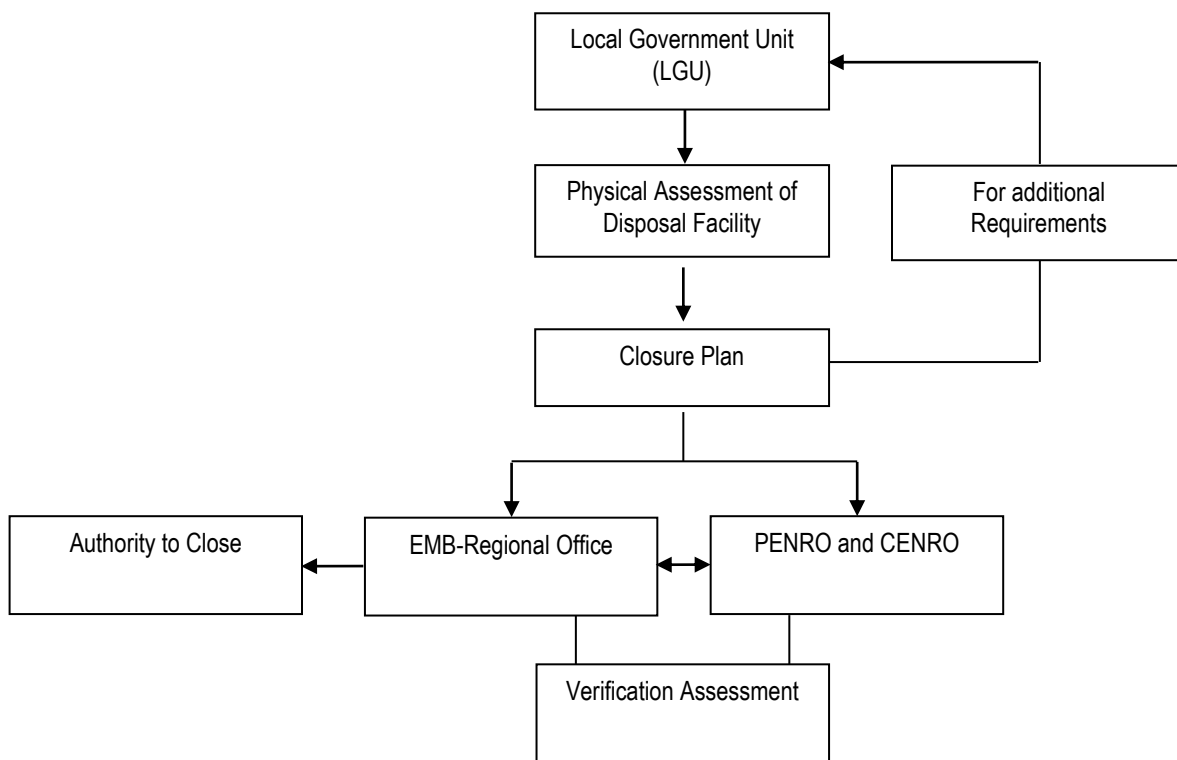 Local Government Unit
(LGU)
Physical Assessment of
Disposal Facility
For additional
Requirements
Closure Plan
Authority to Close
EMB-Regional Office
PENRO and CENRO
Verification Assessment